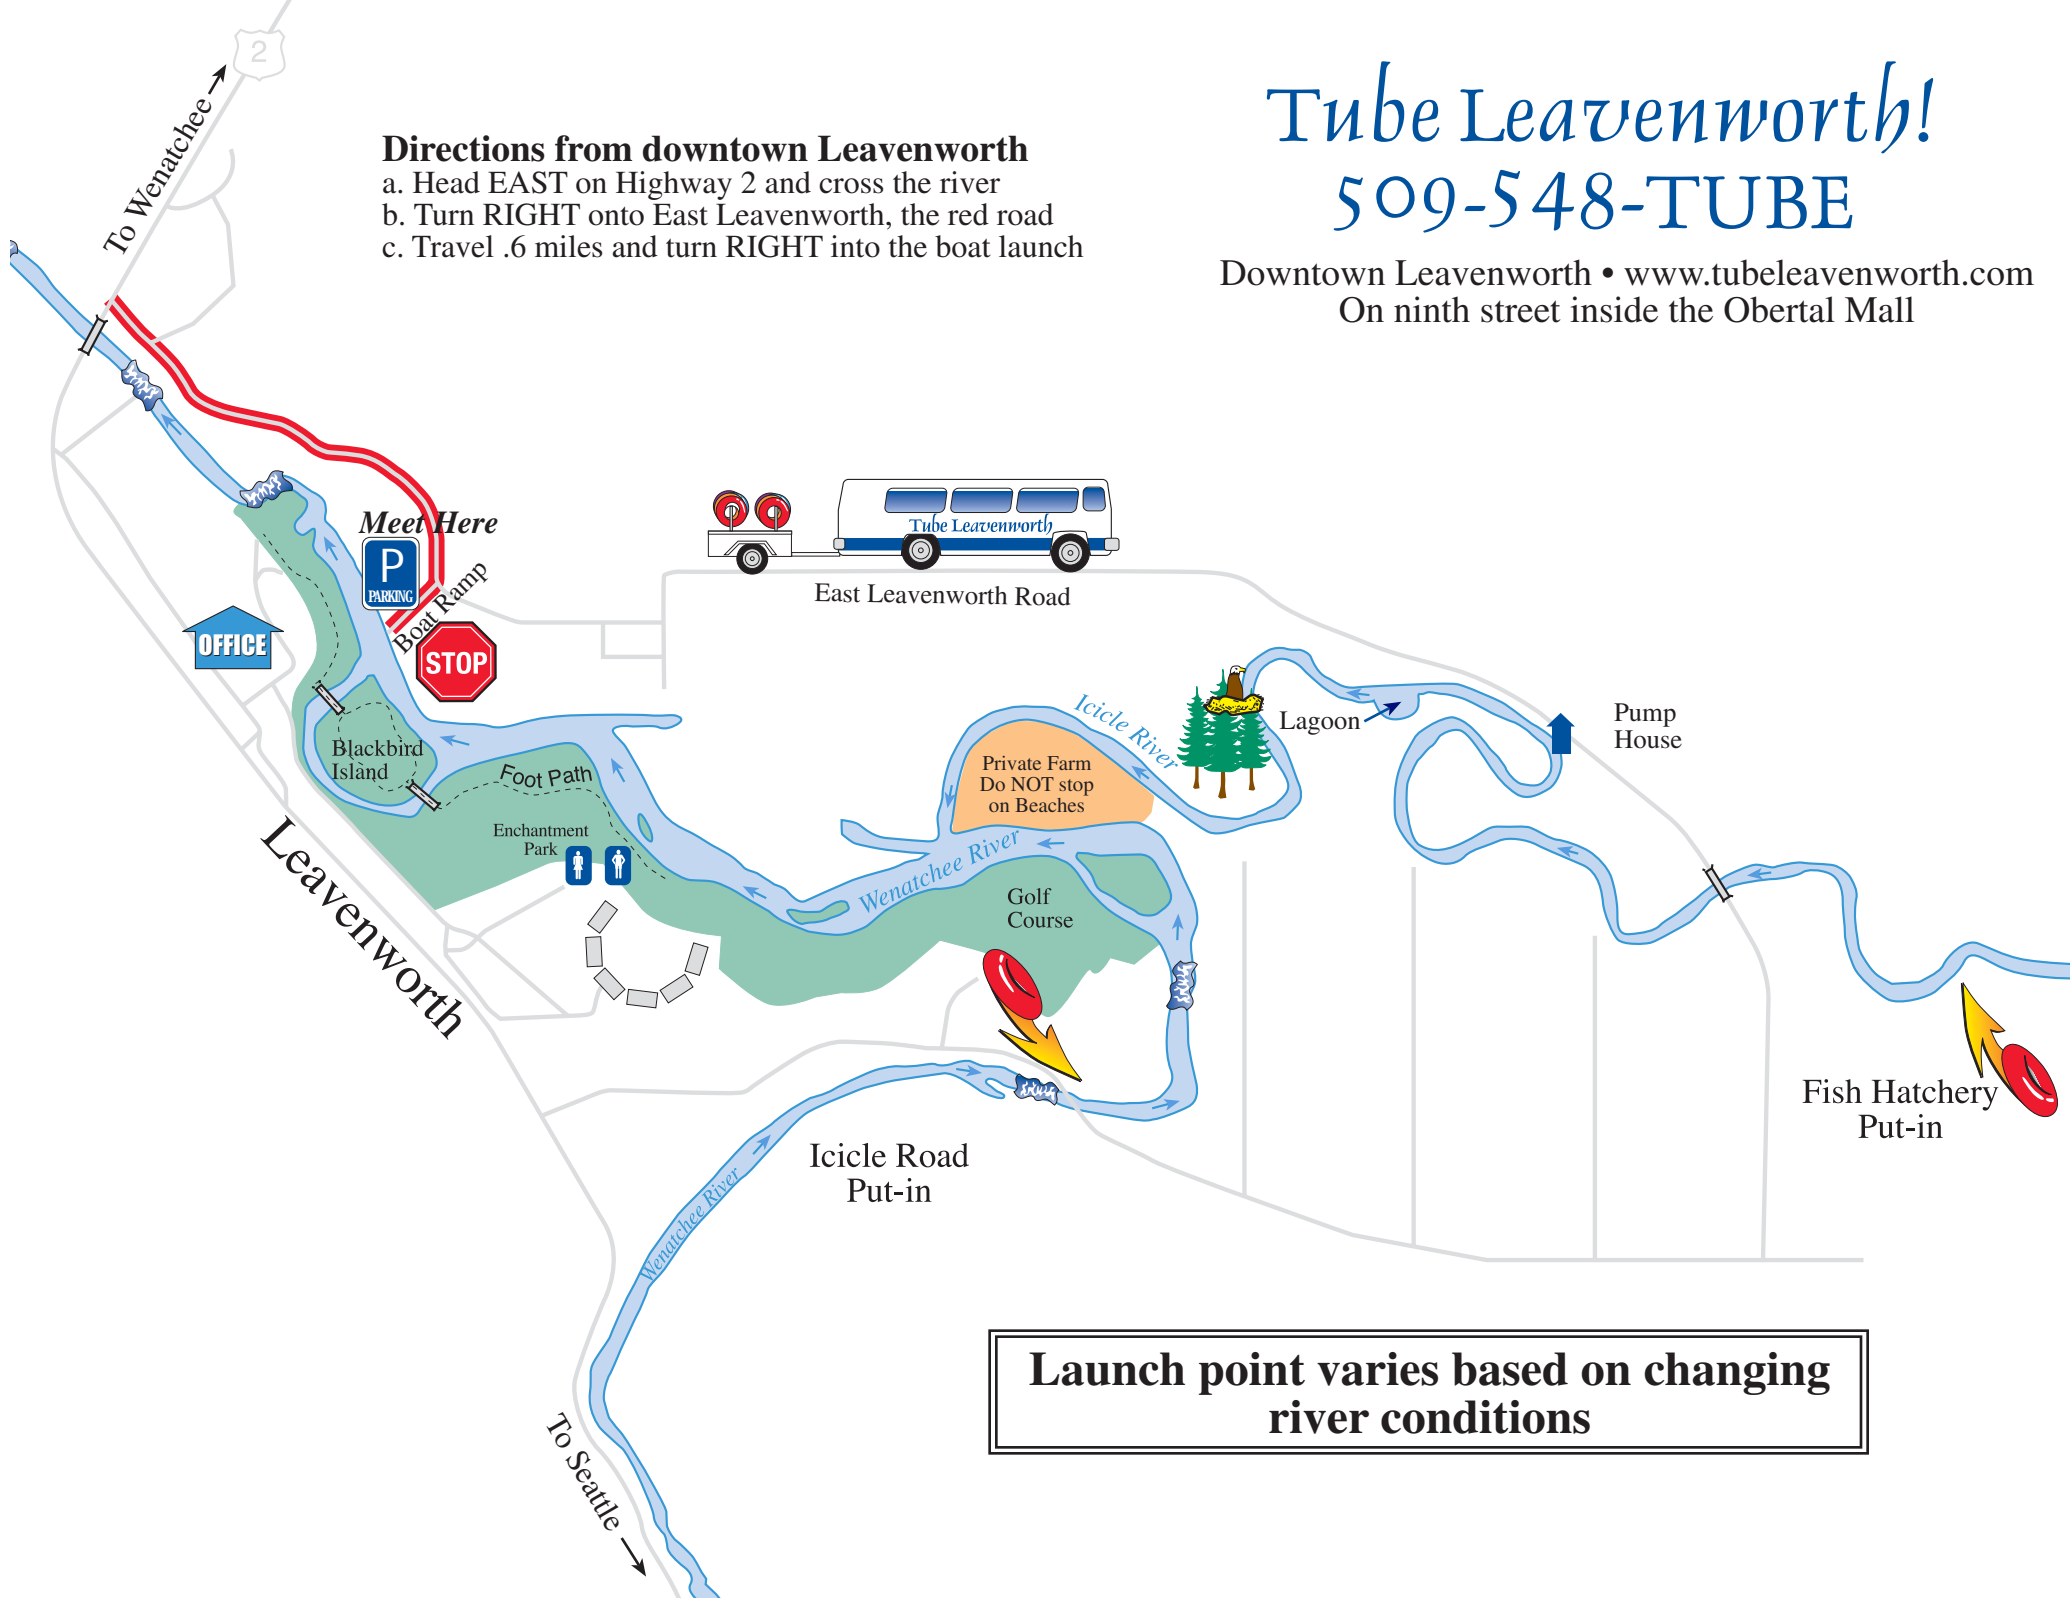 2
To Wenatchee
Directions from downtown Leavenworth
a. Head EAST on Highway 2 and cross the river
b. Turn RIGHT onto East Leavenworth, the red road
c. Travel .6 miles and turn RIGHT into the boat launch
Tube Leavenworth!
509-548-TUBE
Downtown Leavenworth • www.tubeleavenworth.com
On ninth street inside the Obertal Mall
Meet Here
P
PARKING
Boat Ramp
STOP
OFFICE
Tube Leavenworth
East Leavenworth Road
Blackbird
Island
Foot Path
Enchantment
Park
Leavenworth
Icicle River
Private Farm
Do NOT stop
on Beaches
Lagoon
Pump
House
Wenatchee River
Golf
Course
Fish Hatchery
Put-in
Icicle Road
Put-in
Wenatchee River
To Seattle
Launch point varies based on changing
river conditions